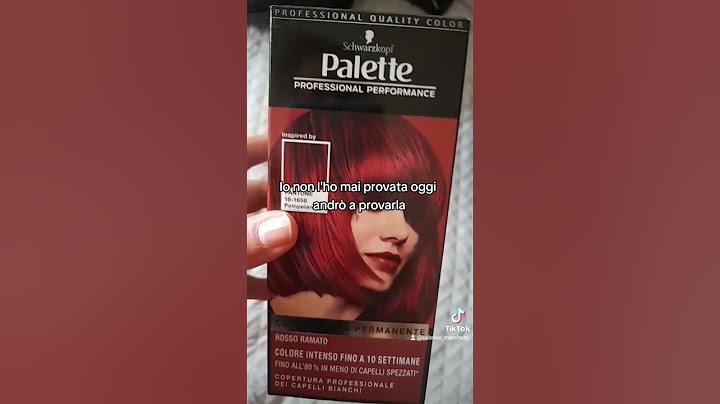 PROFESSIONAL QUALITY COLOR
Schwarzkopf
Palette
PROFESSIONAL PERFORMANCE
Inspired by
Io non l'ho mai provata oggi
andrò a provarla
PANTONE
18-1658
PERMANENTE
ROSSO RAMATO
COLORE INTENSO FINO A 10 SETTIMANE
FINO ALL'80% IN MENO DI CAPELLI SPEZZATI*
COPERTURA PROFESSIONALE
DEI CAPELLI BIANCHI
TikTok
@sabrina_marchetti